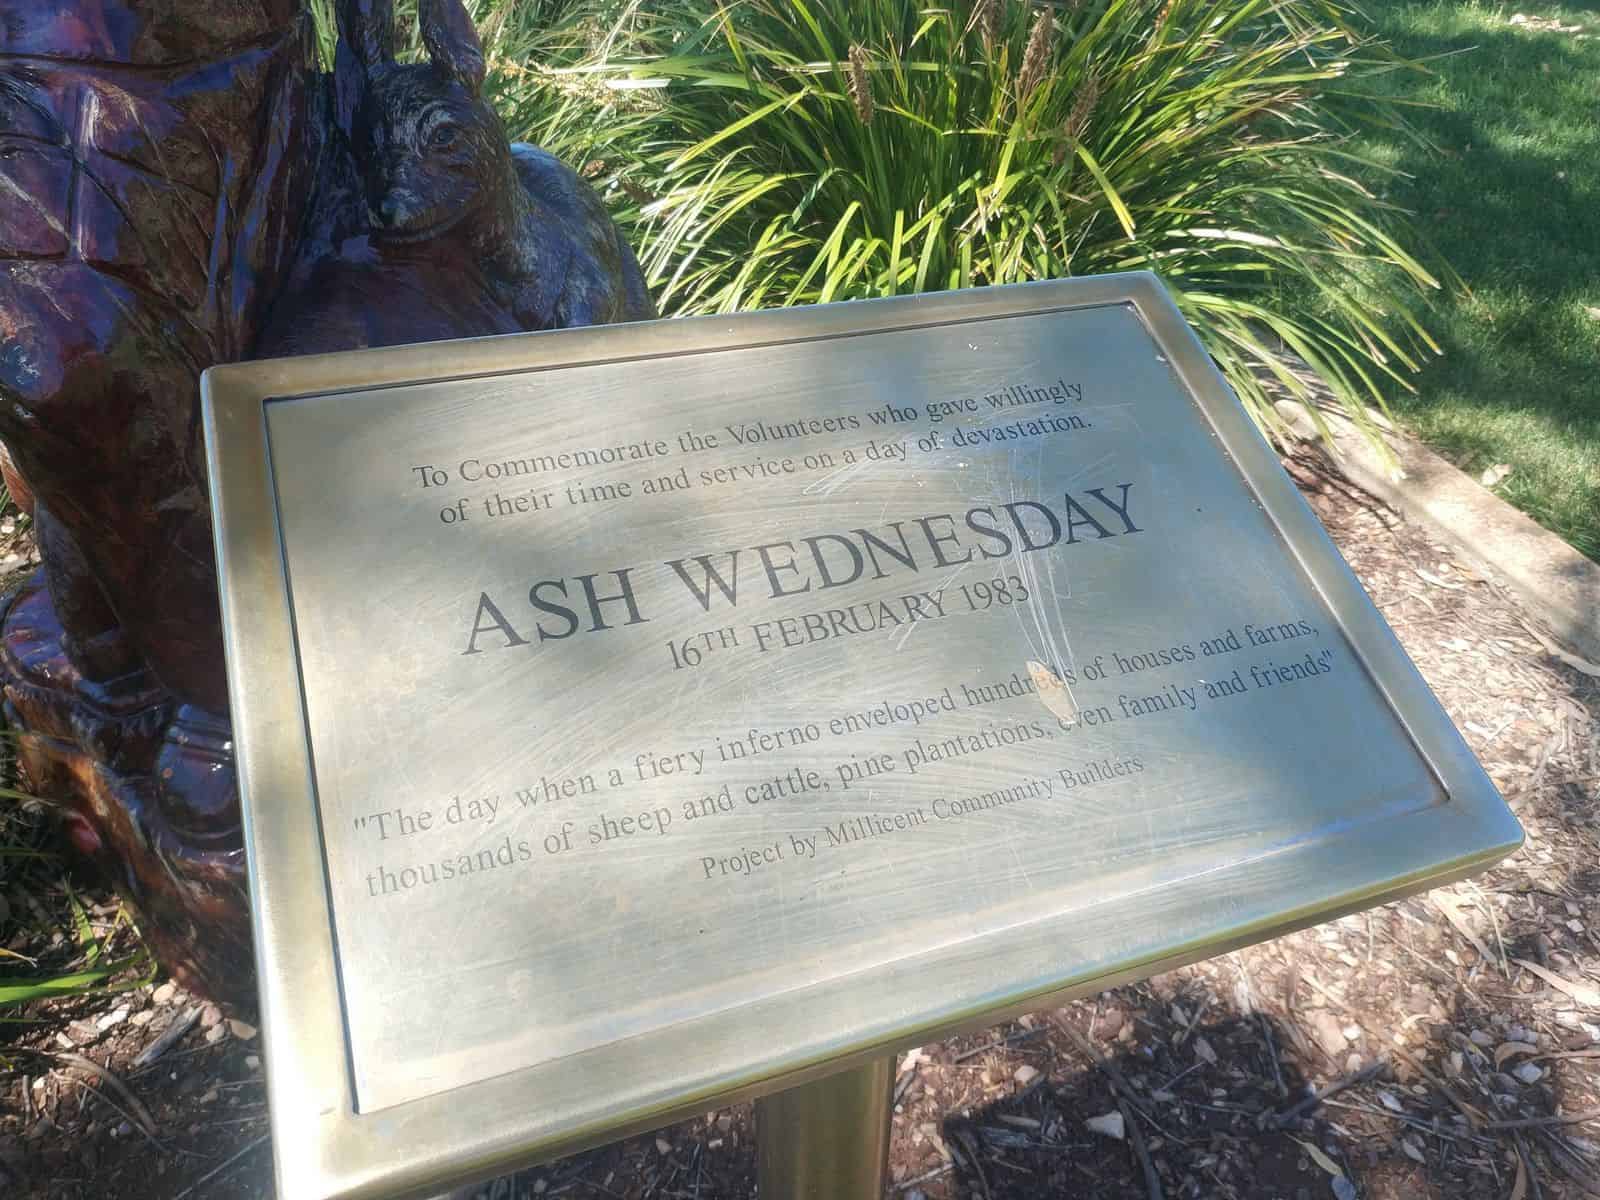 To Commemorate the Volunteers who gave willingly
of their time and service on a day of devastation.
ASH WEDNESDAY
16TH FEBRUARY 1983
"The day when a fiery inferno enveloped hundreds of houses and farms,
thousands of sheep and cattle, pine plantations, even family and friends"
Project by Millicent Community Builders